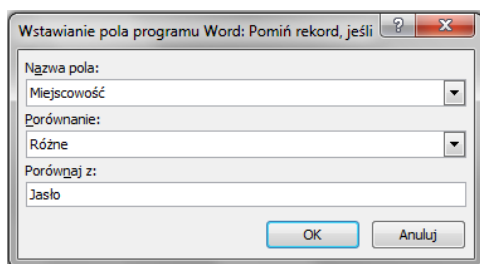 Wstawianie pola programu Word: Pomiń rekord, jeśli
Nazwa pola:
Miejscowość
Porównanie:
Różne
Porównaj z:
Jasło
OK Anuluj